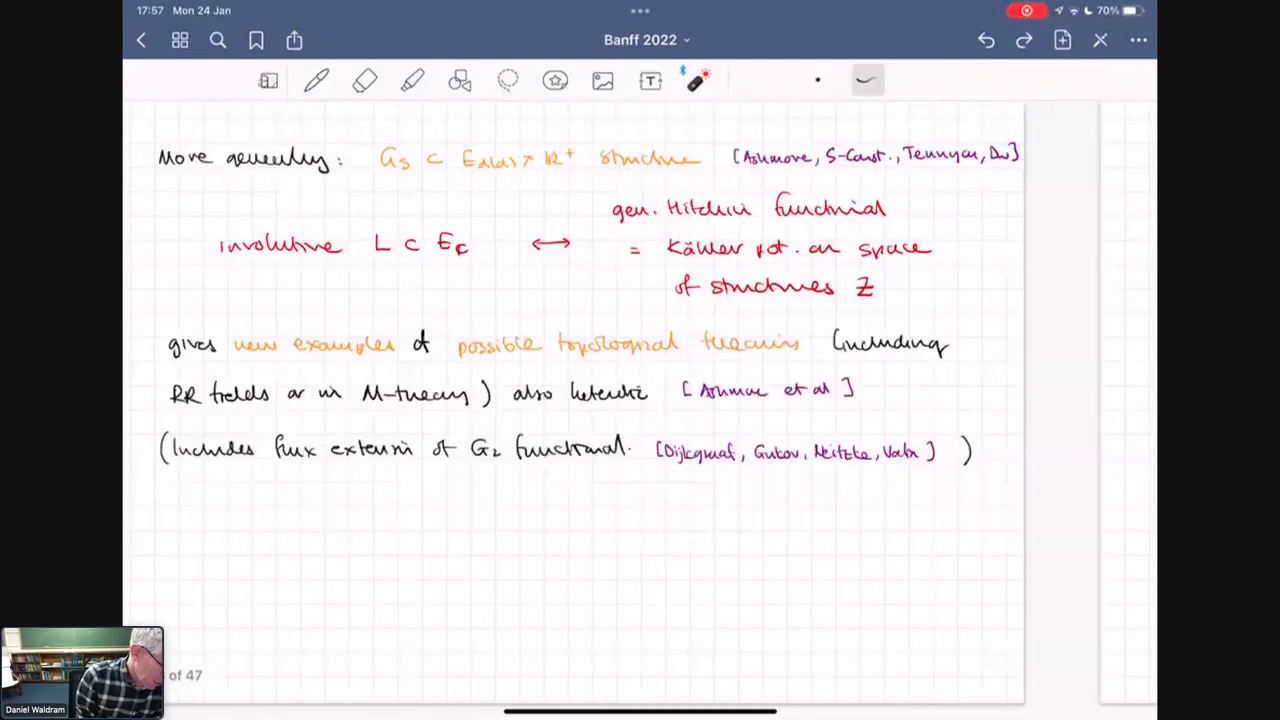 17:57 Mon 24 Jan
70%
Banff 2022
More generally: G_S ⊂ E_d(d) × R⁺ structure [Ashmore, S-Const., Tennyson, DW]
gen. Hitchin functional
involutive L ⊂ E_C ⟷
= Kähler pot. on space
of structures Z
gives new examples of possible topological theories (including
RR fields or in M-theory) also heterotic [Ashmore et al]
(Includes flux extension of G₂ functional. [Dijkgraaf, Gukov, Neitzke, Vafa])
of 47
Daniel Waldram